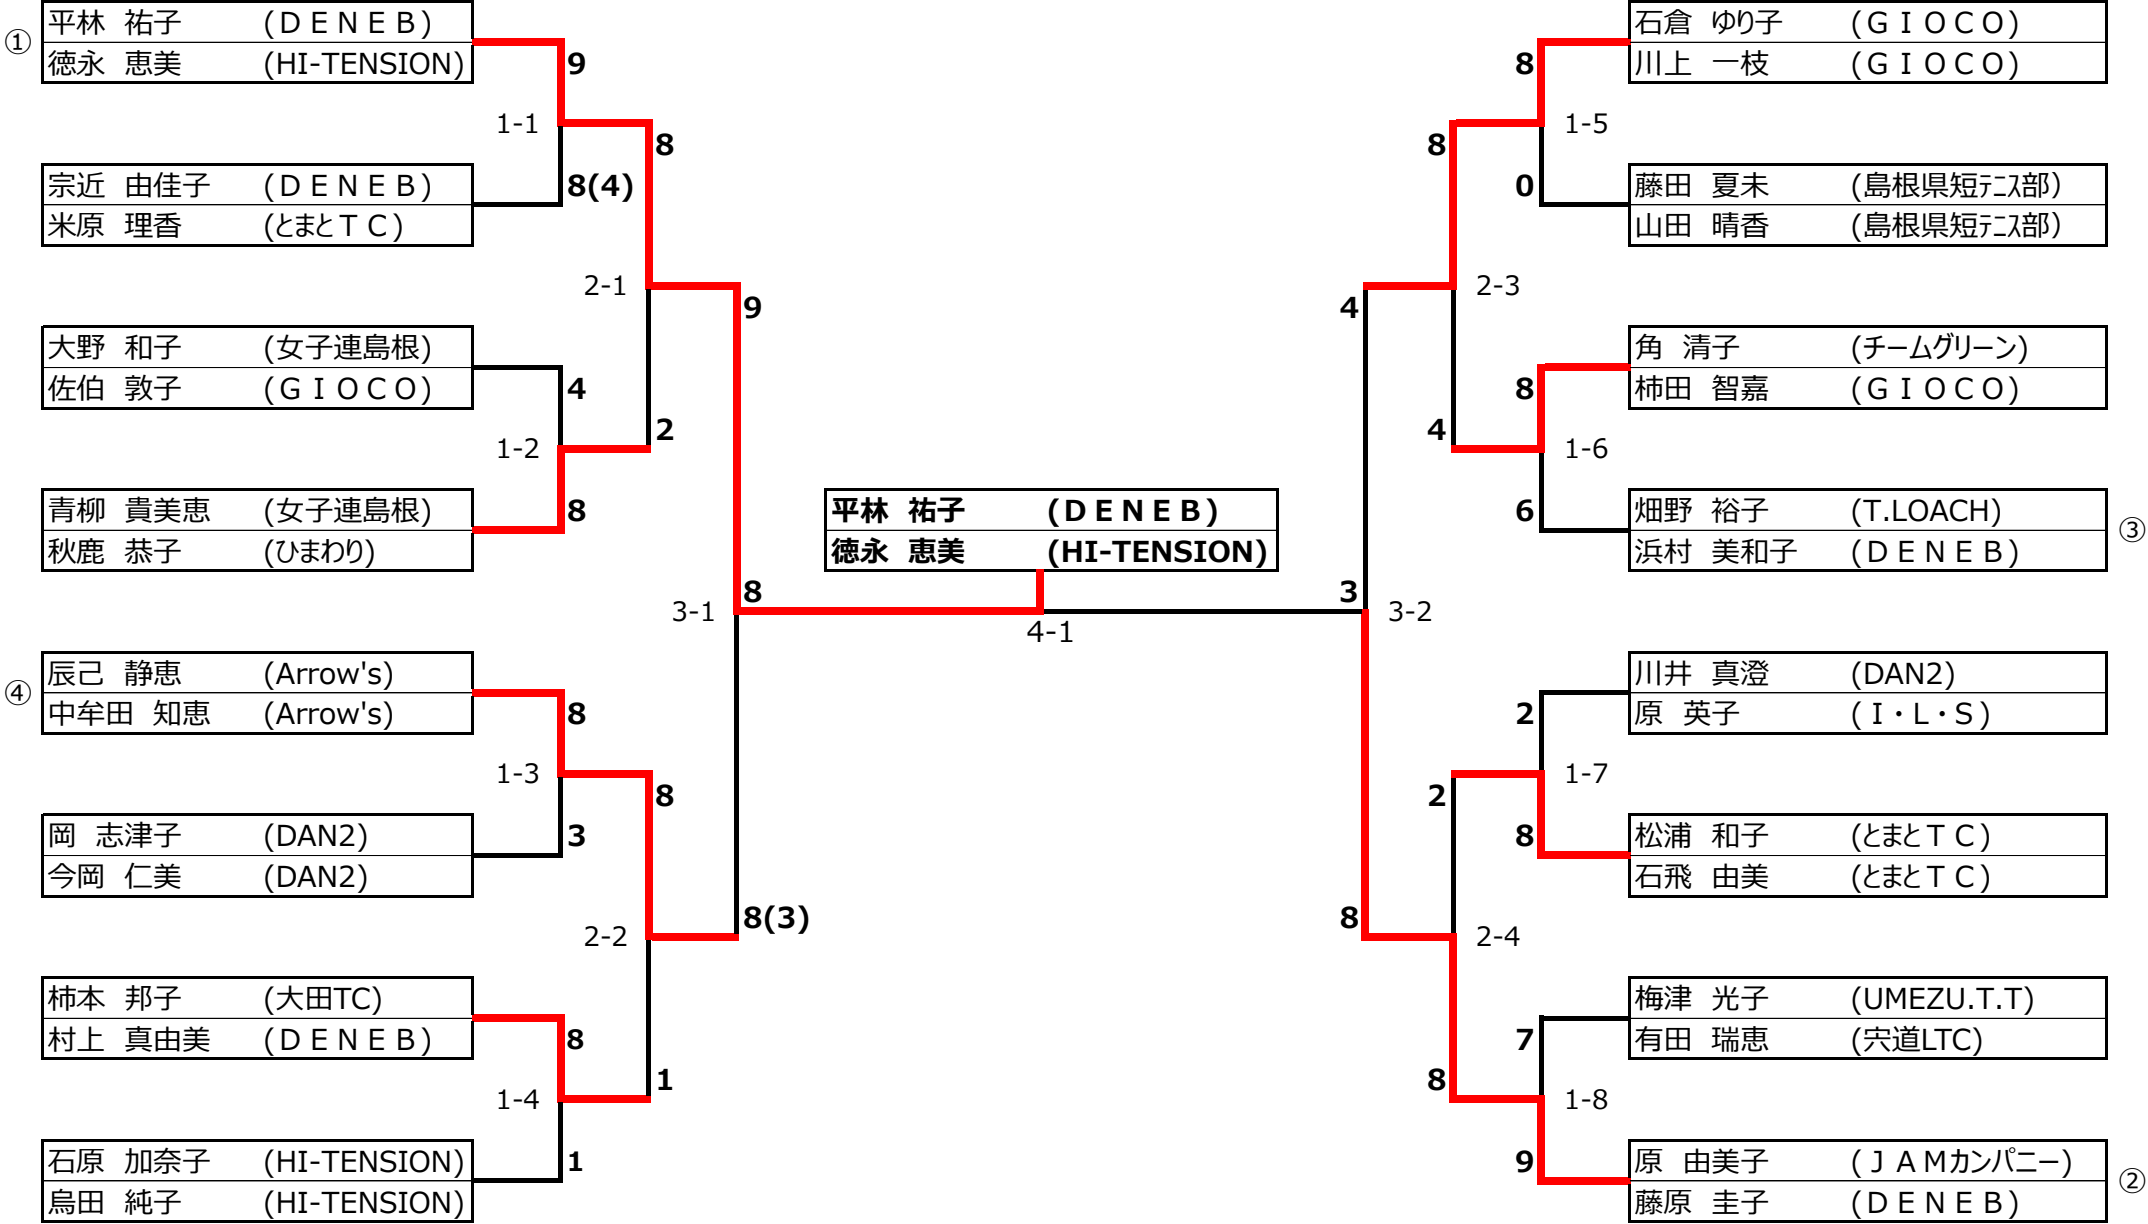 ①
平林 祐子 (ＤＥＮＥＢ)
徳永 恵美 (HI-TENSION)
9
1-1
8
宗近 由佳子 (ＤＥＮＥＢ)
米原 理香 (とまとＴＣ)
8(4)
2-1
9
大野 和子 (女子連島根)
佐伯 敦子 (ＧＩＯＣＯ)
4
1-2
2
青柳 貴美恵 (女子連島根)
秋鹿 恭子 (ひまわり)
8
3-1
8
④
辰己 静恵 (Arrow's)
中牟田 知恵 (Arrow's)
8
1-3
8
岡 志津子 (DAN2)
今岡 仁美 (DAN2)
3
2-2
8(3)
柿本 邦子 (大田TC)
村上 真由美 (ＤＥＮＥＢ)
8
1-4
1
石原 加奈子 (HI-TENSION)
鳥田 純子 (HI-TENSION)
1
平林 祐子 (ＤＥＮＥＢ)
徳永 恵美 (HI-TENSION)
4-1
石倉 ゆり子 (ＧＩＯＣＯ)
川上 一枝 (ＧＩＯＣＯ)
8
1-5
8
藤田 夏未 (島根県短ﾃﾆｽ部)
山田 晴香 (島根県短ﾃﾆｽ部)
0
2-3
4
角 清子 (チームグリーン)
柿田 智嘉 (ＧＩＯＣＯ)
8
1-6
4
畑野 裕子 (T.LOACH)
浜村 美和子 (ＤＥＮＥＢ)
③
6
3
3-2
川井 真澄 (DAN2)
原 英子 (Ｉ・Ｌ・Ｓ)
2
1-7
2
松浦 和子 (とまとＴＣ)
石飛 由美 (とまとＴＣ)
8
8
2-4
梅津 光子 (UMEZU.T.T)
有田 瑞恵 (宍道LTC)
7
8
1-8
原 由美子 (ＪＡＭカンパニー)
藤原 圭子 (ＤＥＮＥＢ)
②
9